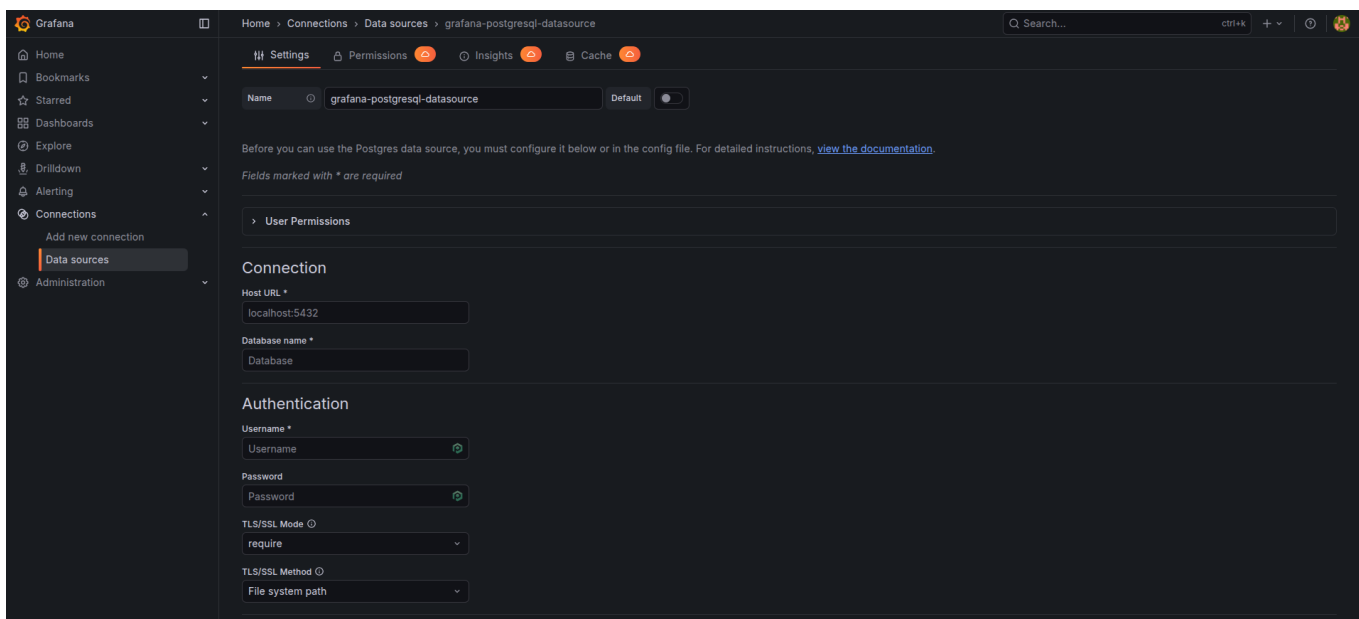 Grafana
Home › Connections › Data sources › grafana-postgresql-datasource
Search...
ctrl+k
Home
Bookmarks
Starred
Dashboards
Explore
Drilldown
Alerting
Connections
Add new connection
Data sources
Administration
Settings
Permissions
Insights
Cache
Name
grafana-postgresql-datasource
Default
Before you can use the Postgres data source, you must configure it below or in the config file. For detailed instructions, view the documentation.
Fields marked with * are required
User Permissions
Connection
Host URL *
localhost:5432
Database name *
Database
Authentication
Username *
Username
Password
Password
TLS/SSL Mode
require
TLS/SSL Method
File system path